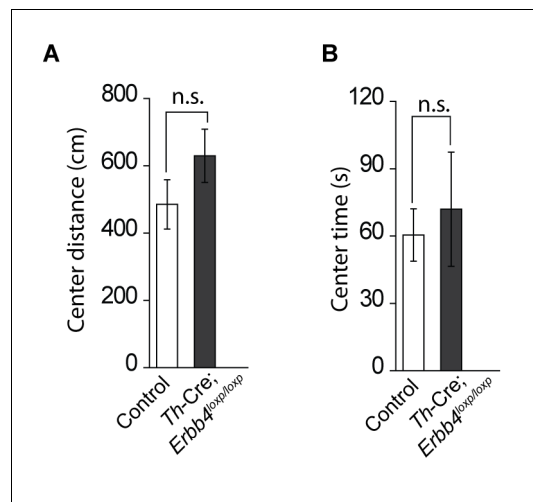 A
n.s.
800
600
400
200
0
Center distance (cm)
Control
Th-Cre;
Erbb4loxp/loxp
B
n.s.
120
90
60
30
0
Center time (s)
Control
Th-Cre;
Erbb4loxp/loxp